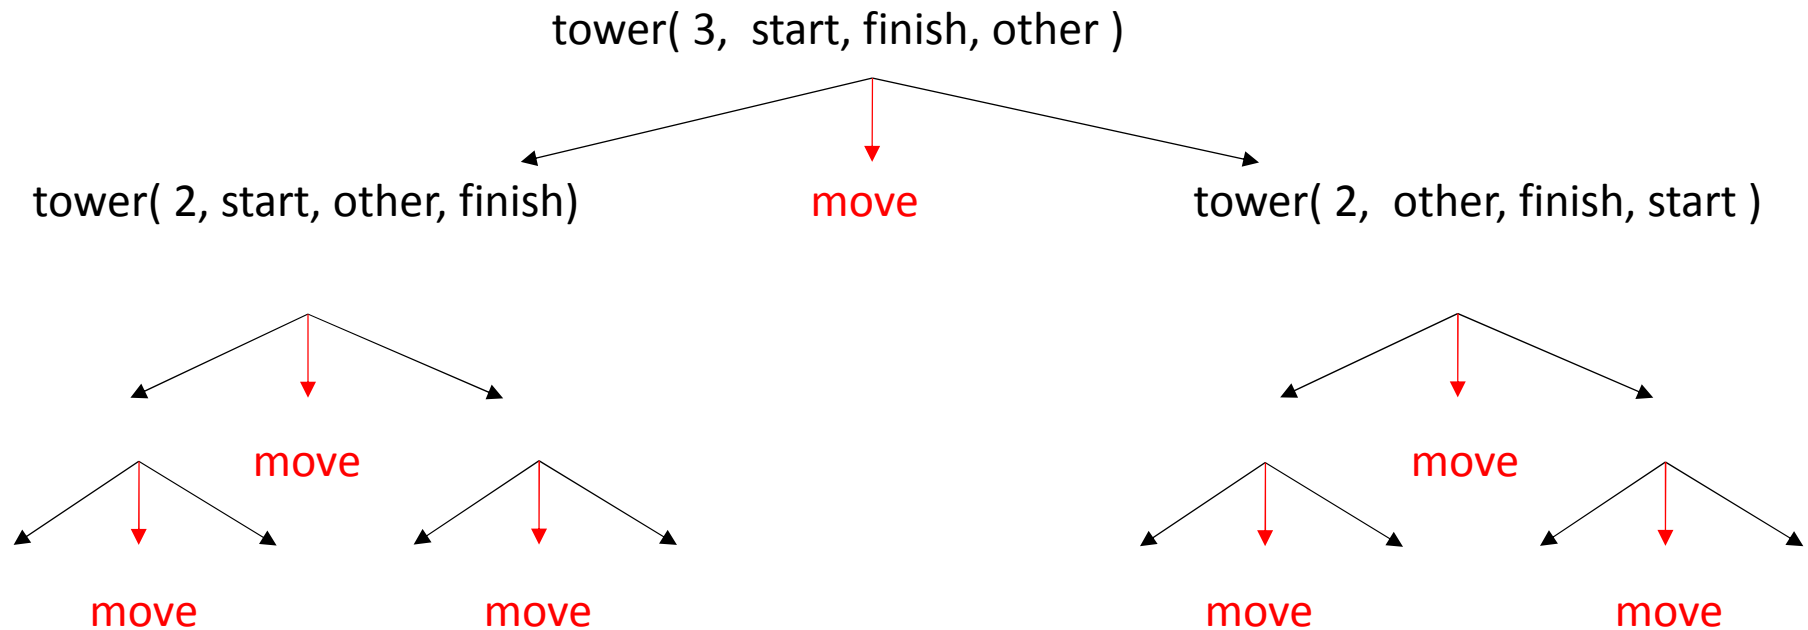 tower( 3, start, finish, other )
tower( 2, start, other, finish)
move
tower( 2, other, finish, start )
move
move
move
move
move
move